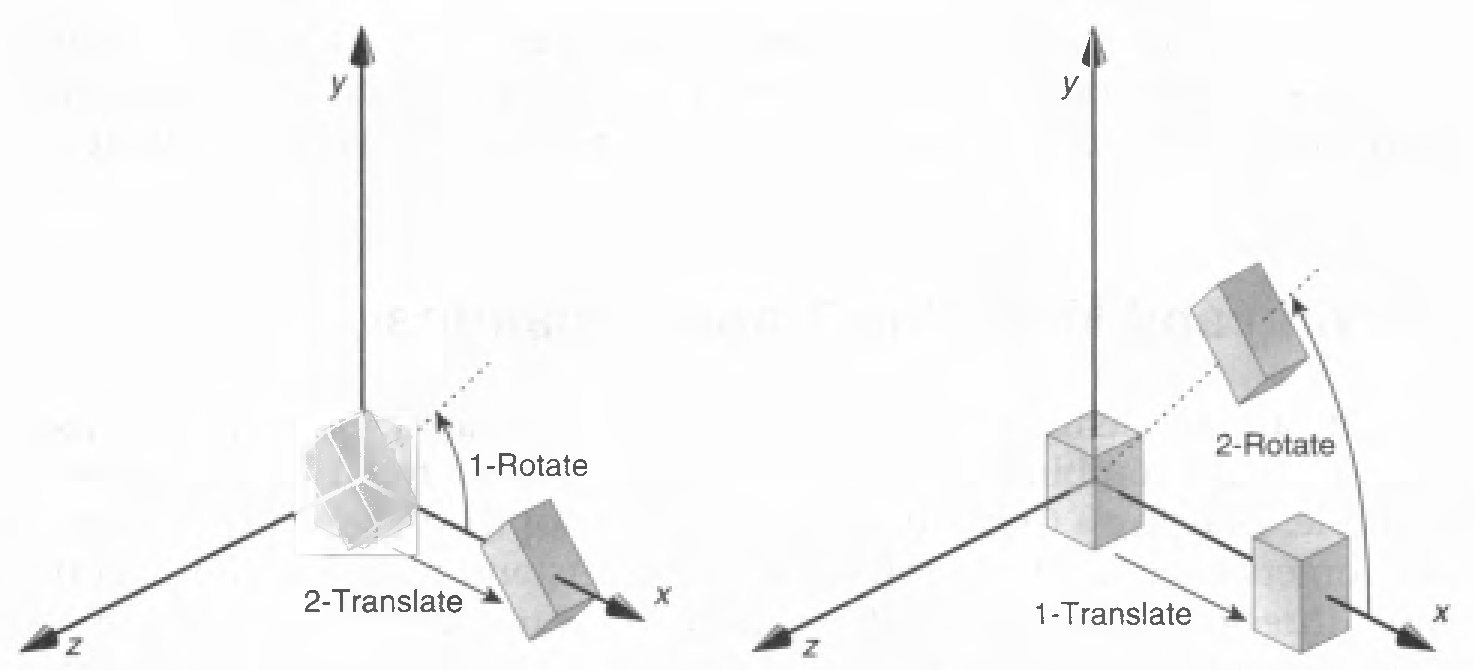 y
1-Rotate
2-Translate
x
z
y
2-Rotate
1-Translate
x
z